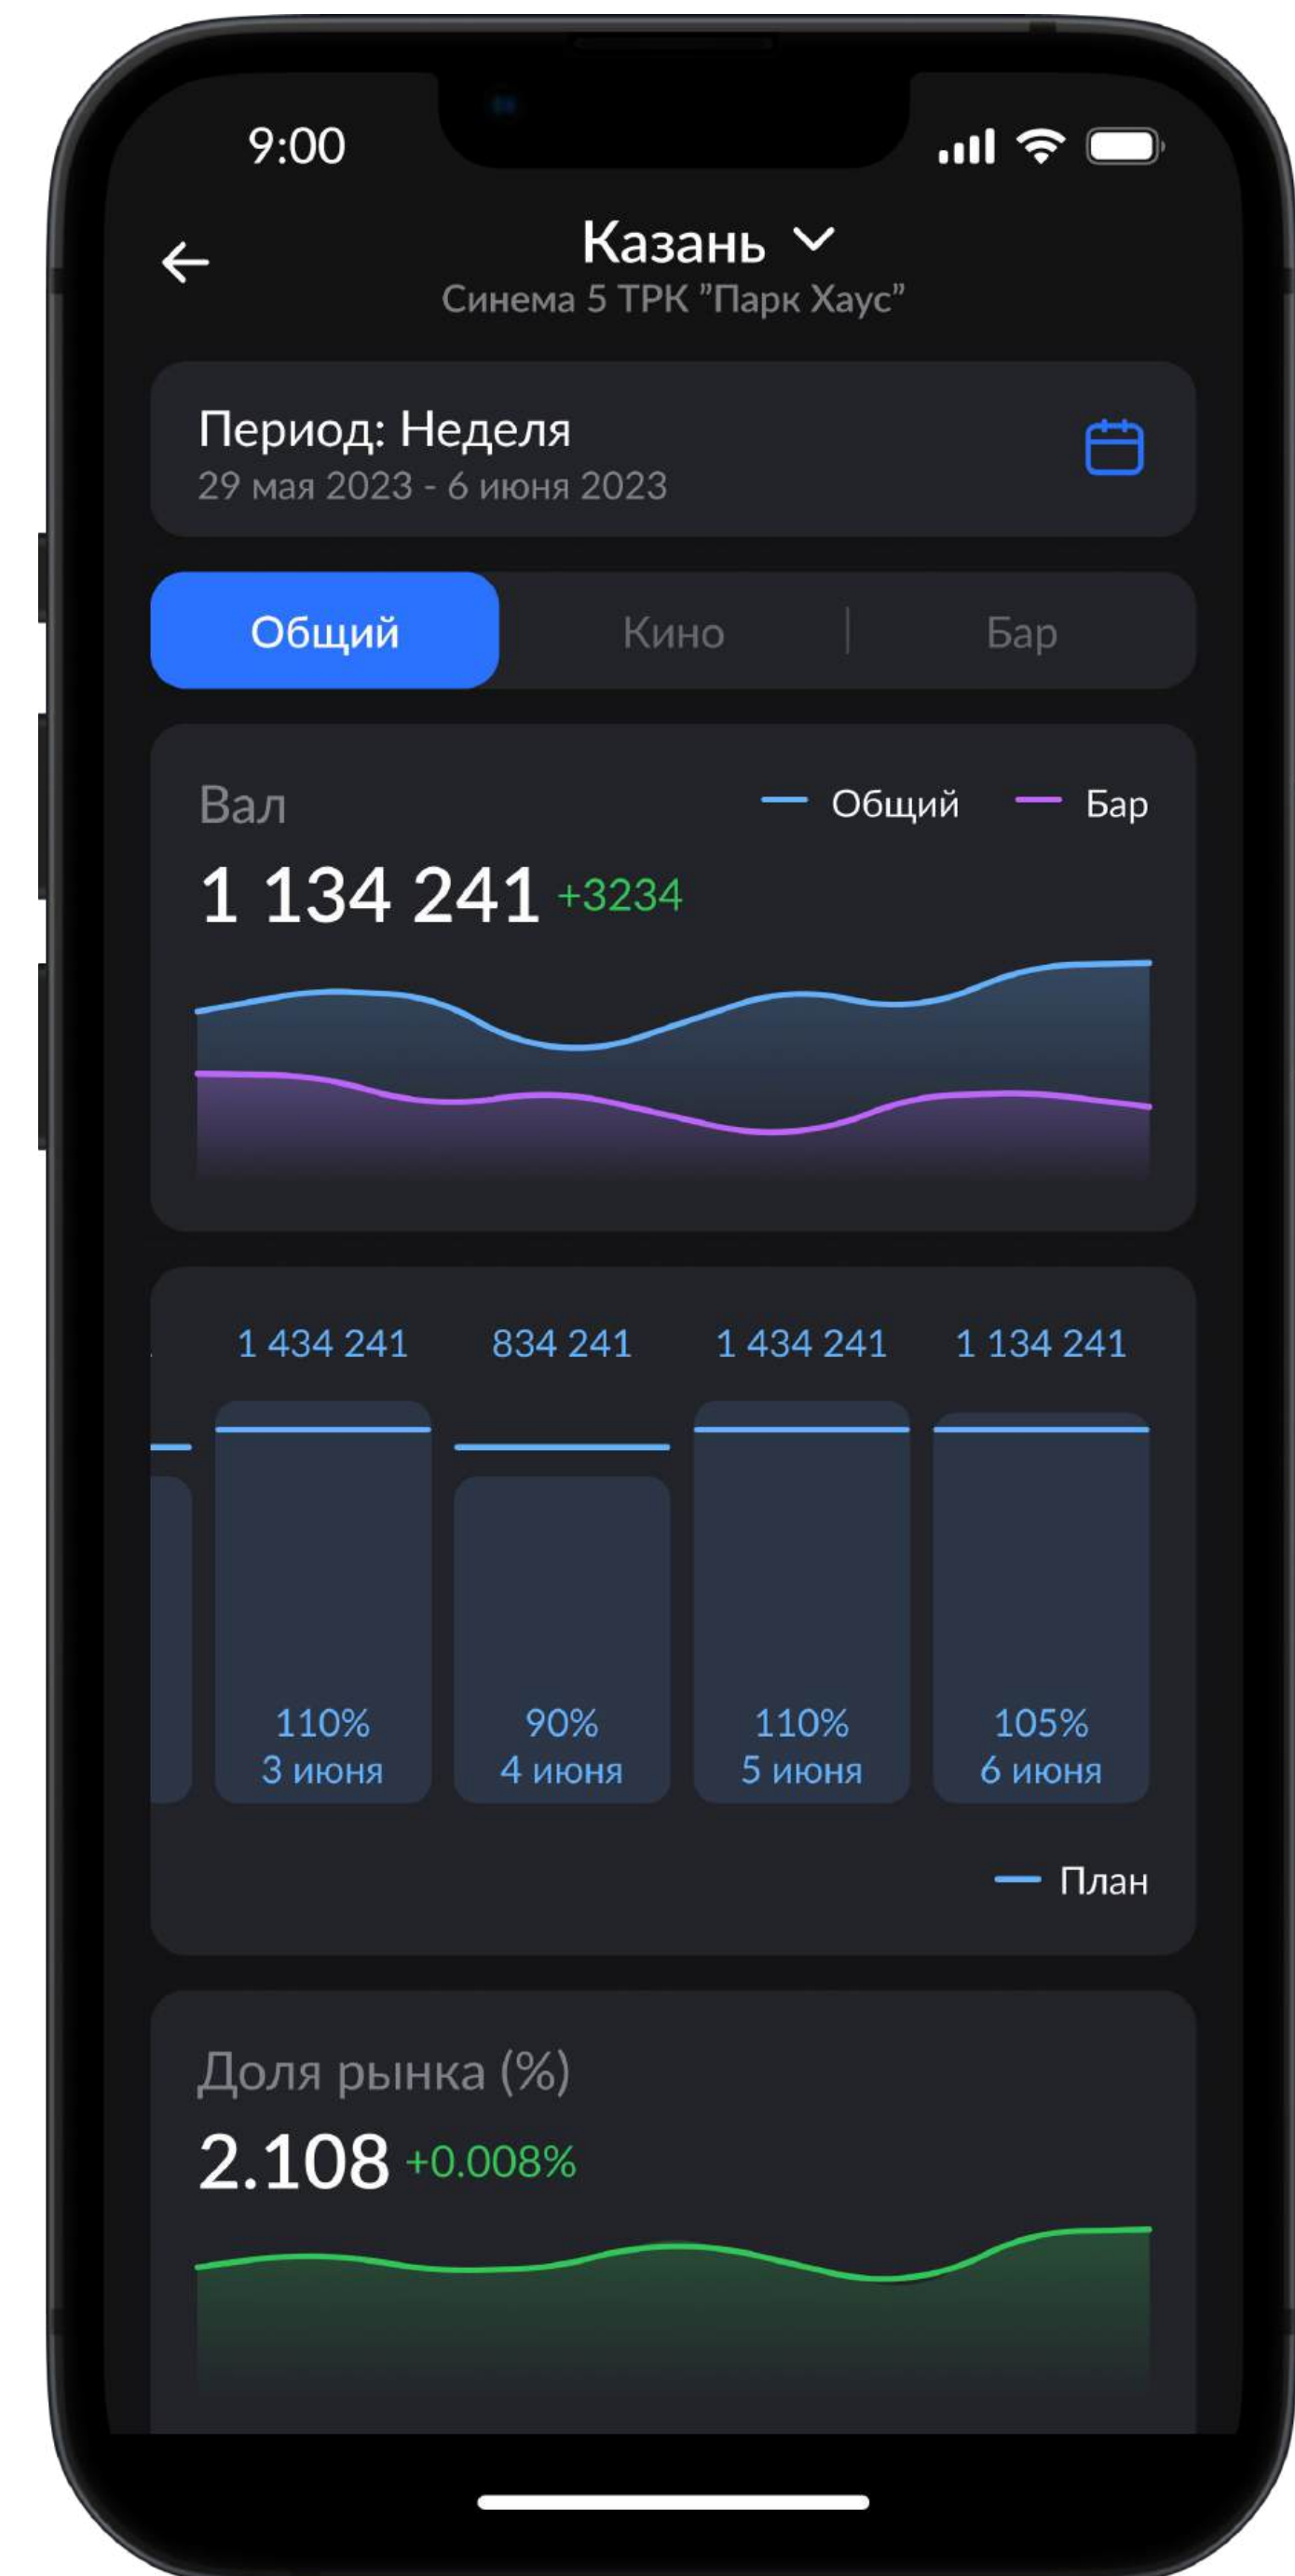 9:00
Казань
Синема 5 ТРК ”Парк Хаус”
Период: Неделя
29 мая 2023 - 6 июня 2023
Общий Кино Бар
Вал
Общий Бар
1 134 241 +3234
1 434 241 834 241 1 434 241 1 134 241
110% 90% 110% 105%
3 июня 4 июня 5 июня 6 июня
План
Доля рынка (%)
2.108 +0.008%